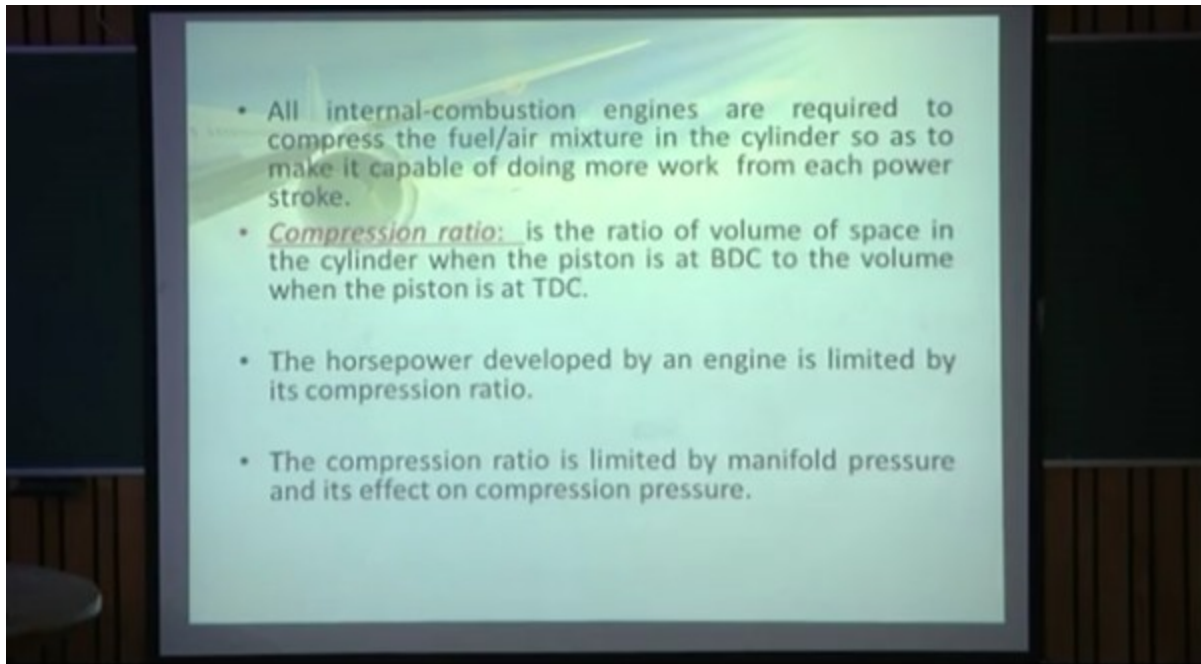 • All internal-combustion engines are required to
compress the fuel/air mixture in the cylinder so as to
make it capable of doing more work from each power
stroke.
• Compression ratio: is the ratio of volume of space in
the cylinder when the piston is at BDC to the volume
when the piston is at TDC.
• The horsepower developed by an engine is limited by
its compression ratio.
• The compression ratio is limited by manifold pressure
and its effect on compression pressure.